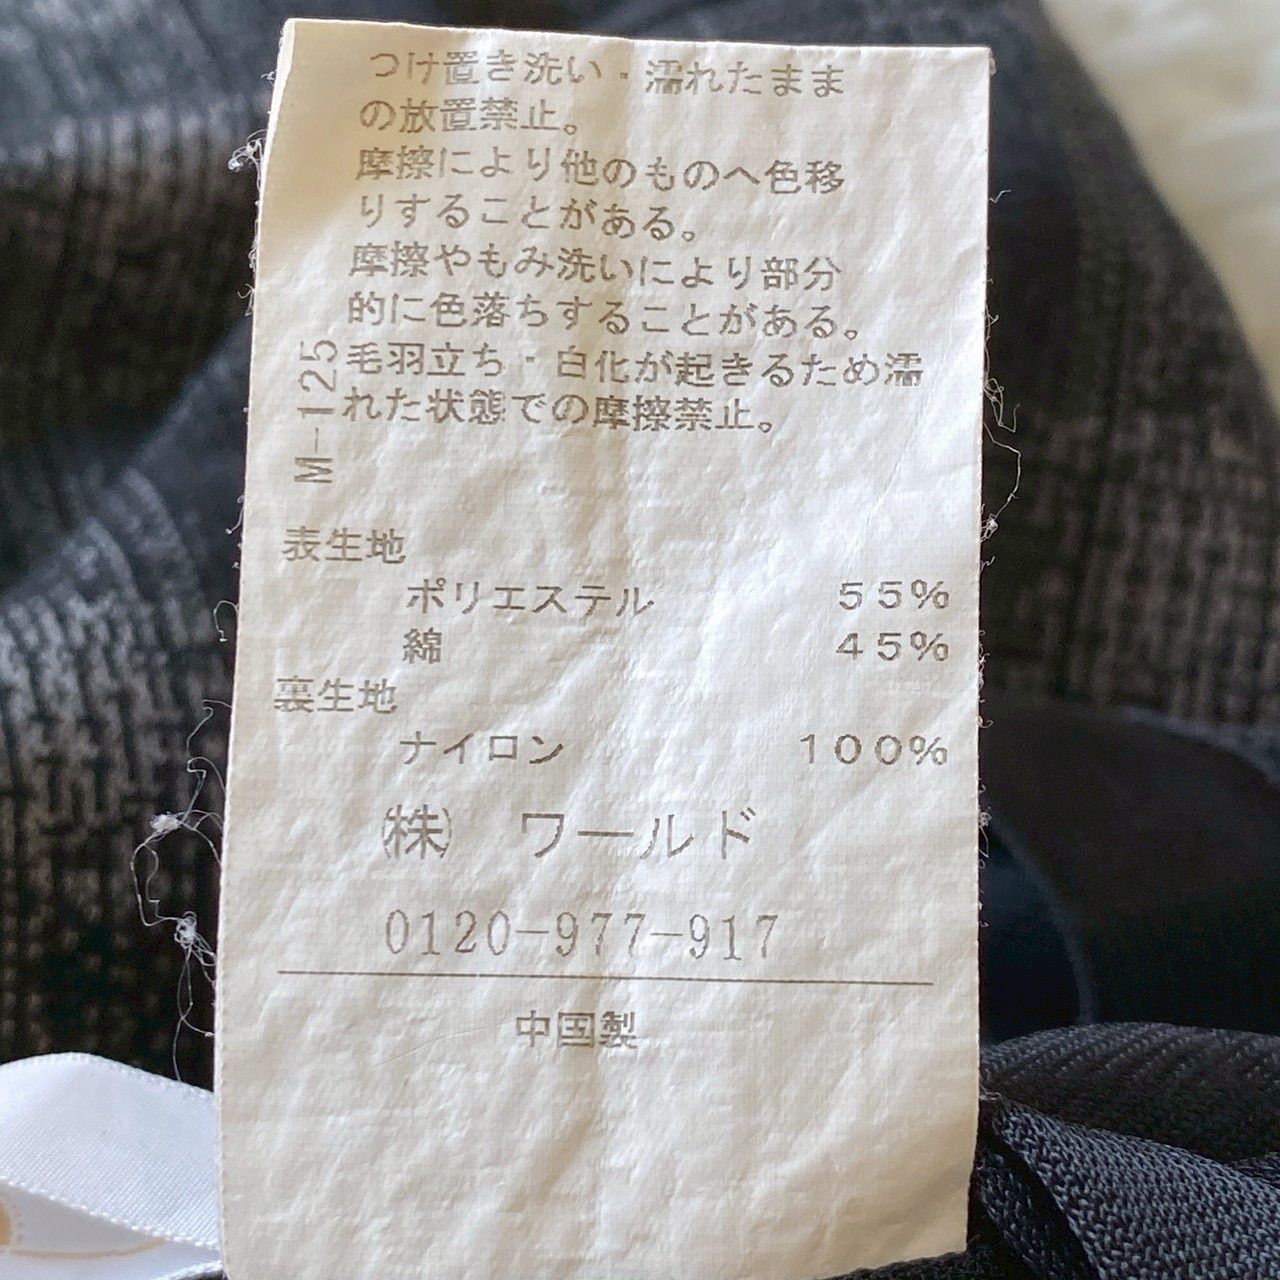 つけ置き洗い・濡れたまま
の放置禁止。
摩擦により他のものへ色移
りすることがある。
摩擦やもみ洗いにより部分
的に色落ちすることがある。
毛羽立ち・白化が起きるため濡
れた状態での摩擦禁止。
M-125
表生地
ポリエステル 55%
綿 45%
裏生地
ナイロン 100%
㈱ ワールド
0120-977-917
中国製